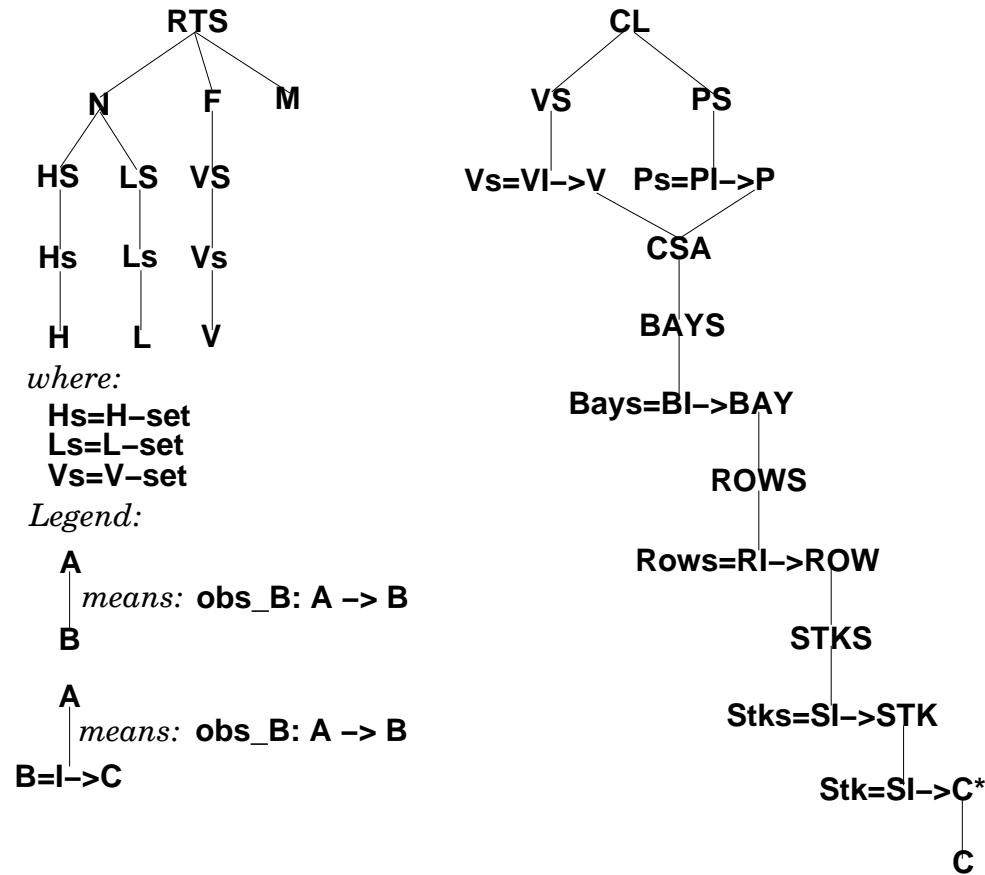 RTS
N F M
HS LS VS
Hs Ls Vs
H L V
where:
Hs=H–set
Ls=L–set
Vs=V–set
Legend:
A
means: obs_B: A –> B
B
A
means: obs_B: A –> B
B=I–>C
CL
VS PS
Vs=VI–>V Ps=PI–>P
CSA
BAYS
Bays=BI–>BAY
ROWS
Rows=RI–>ROW
STKS
Stks=SI–>STK
Stk=SI–>C*
C